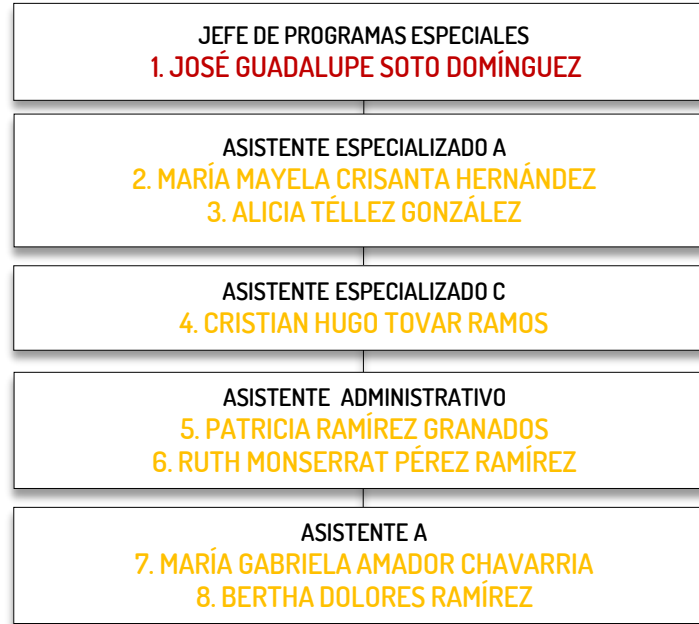 JEFE DE PROGRAMAS ESPECIALES
1. JOSÉ GUADALUPE SOTO DOMÍNGUEZ
ASISTENTE ESPECIALIZADO A
2. MARÍA MAYELA CRISANTA HERNÁNDEZ
3. ALICIA TÉLLEZ GONZÁLEZ
ASISTENTE ESPECIALIZADO C
4. CRISTIAN HUGO TOVAR RAMOS
ASISTENTE ADMINISTRATIVO
5. PATRICIA RAMÍREZ GRANADOS
6. RUTH MONSERRAT PÉREZ RAMÍREZ
ASISTENTE A
7. MARÍA GABRIELA AMADOR CHAVARRIA
8. BERTHA DOLORES RAMÍREZ